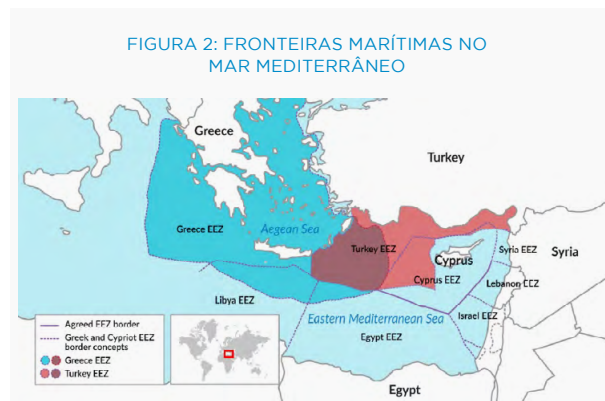 FIGURA 2: FRONTEIRAS MARÍTIMAS NO
MAR MEDITERRÂNEO
Greece
Turkey
Greece EEZ
Aegean Sea
Turkey EEZ
Cyprus
Syria EEZ
Syria
Cyprus EEZ
Lebanon EEZ
Libya EEZ
Israel EEZ
Eastern Mediterranean Sea
Egypt EEZ
Egypt
Agreed EEZ border
Greek and Cypriot EEZ
border concepts
Greece EEZ
Turkey EEZ